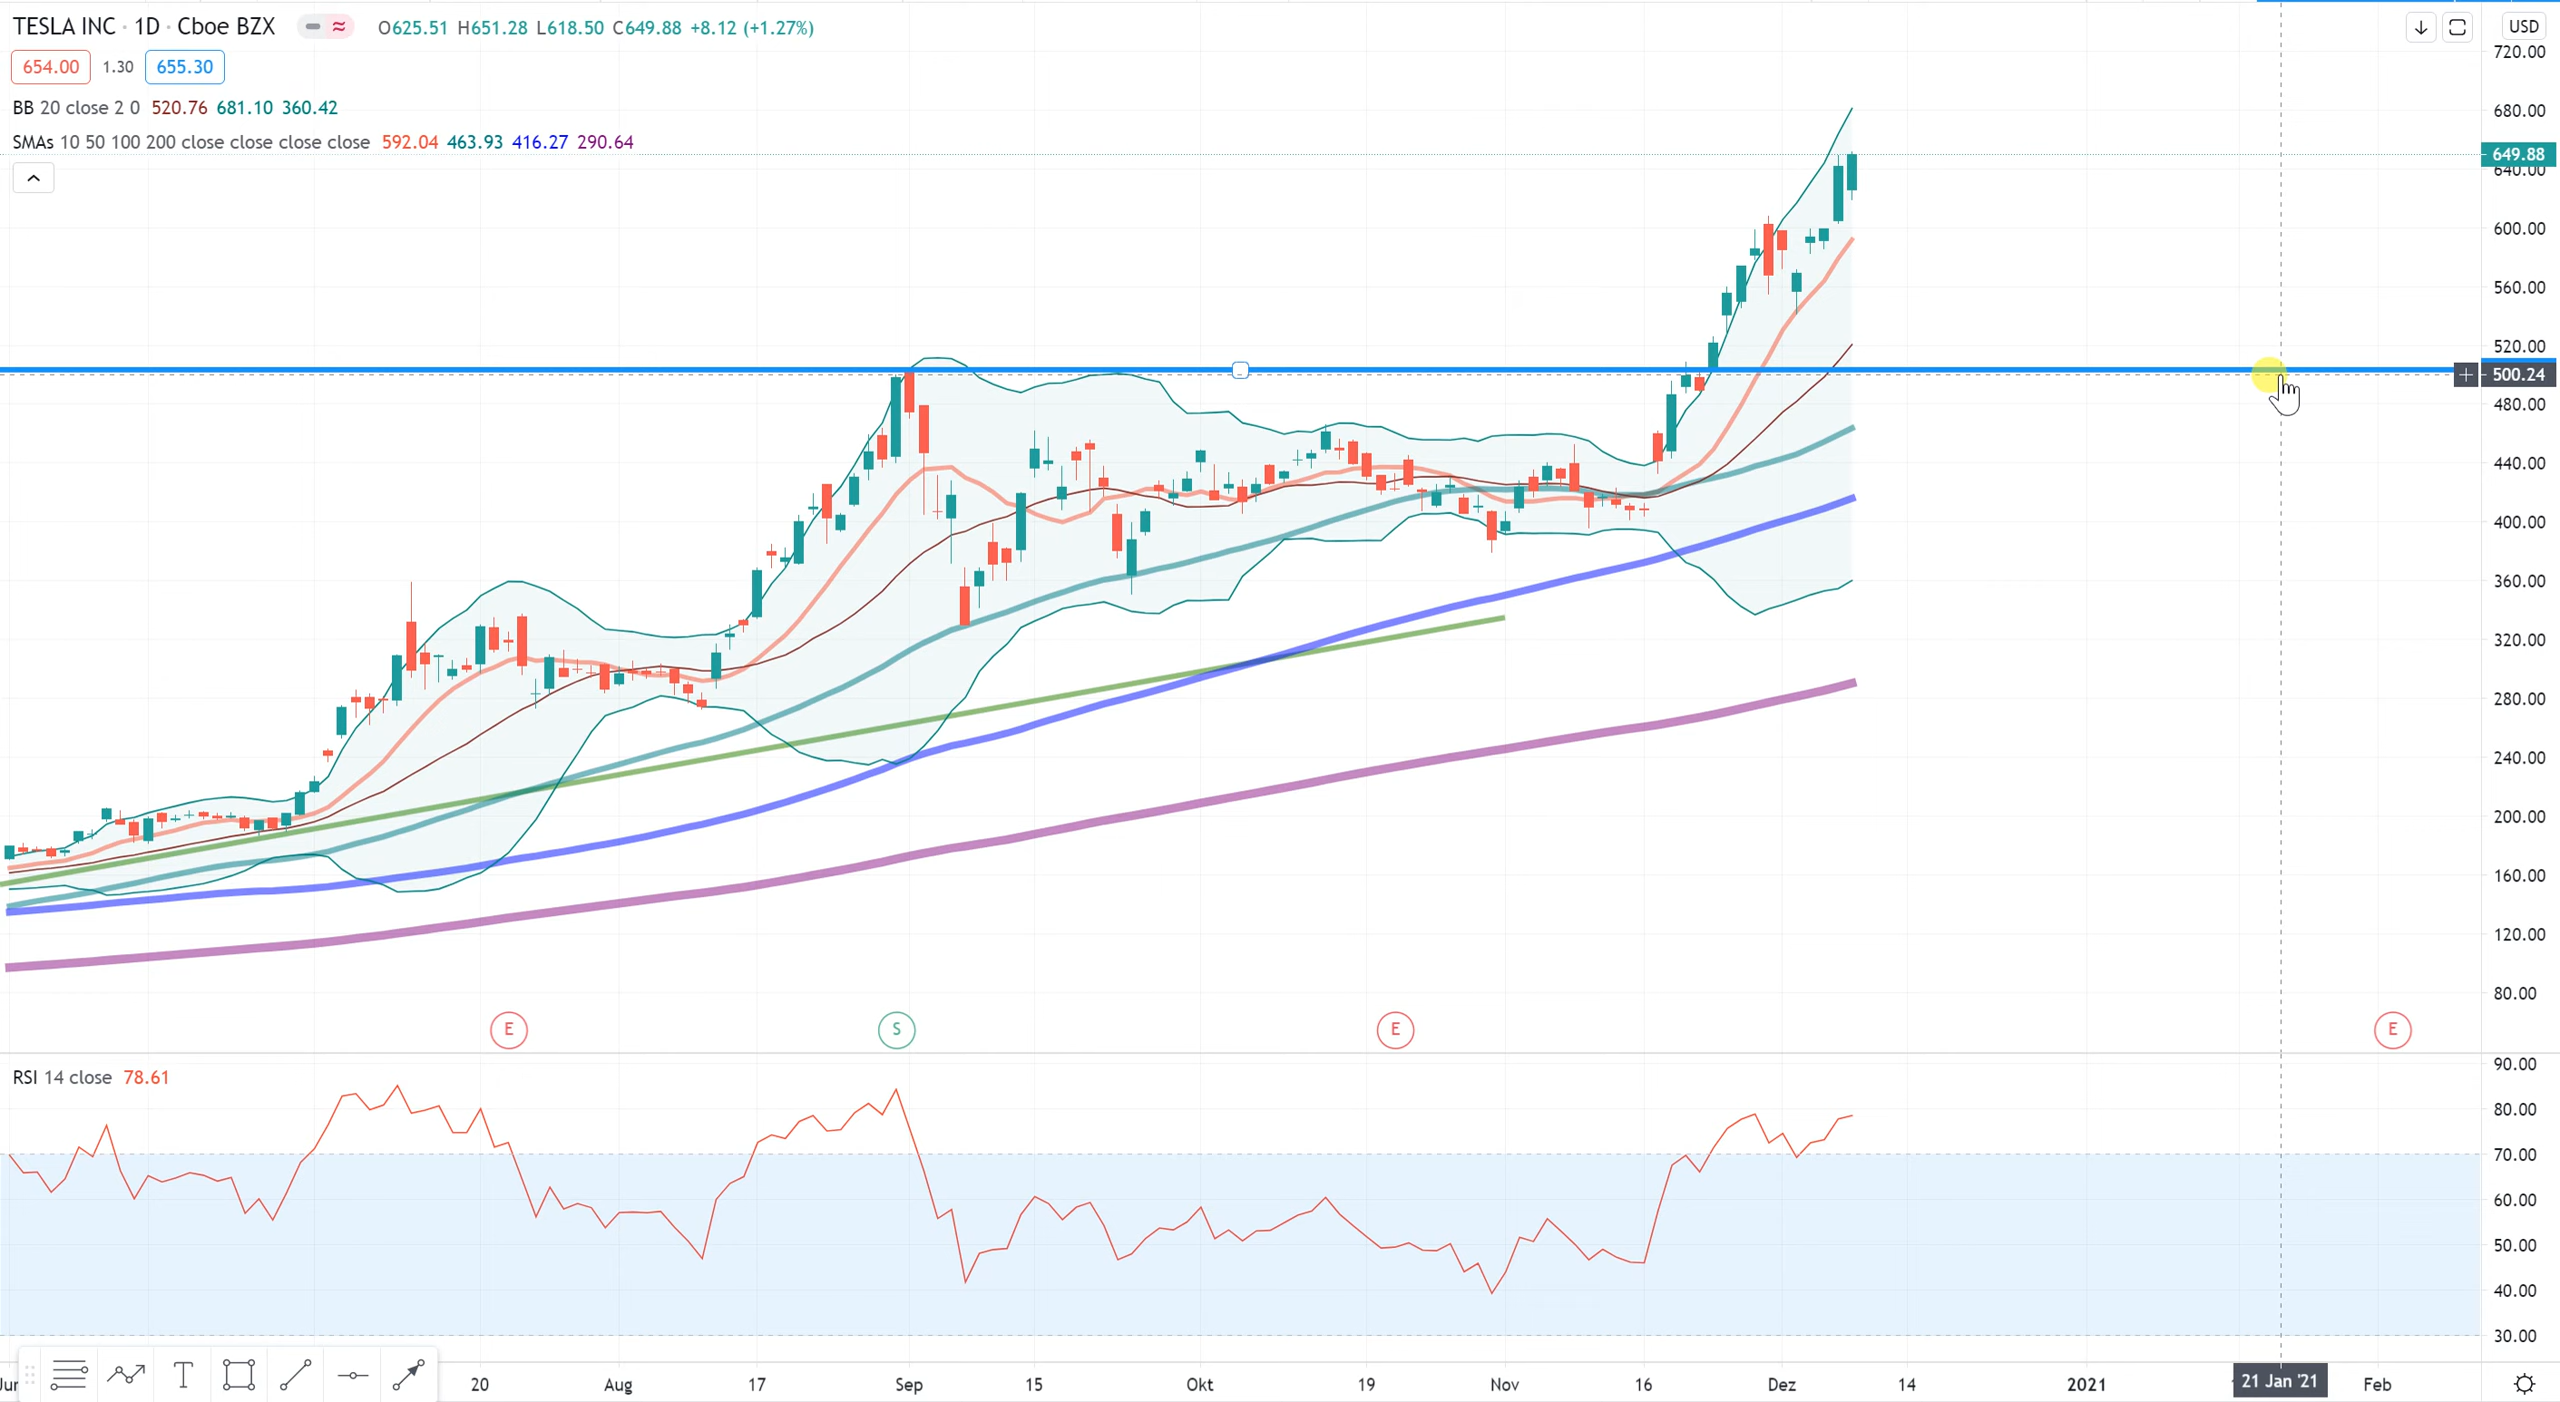 TESLA INC · 1D · Cboe BZX O625.51 H651.28 L618.50 C649.88 +8.12 (+1.27%)
USD
654.00 1.30 655.30
BB 20 close 2 0 520.76 681.10 360.42
SMAs 10 50 100 200 close close close close 592.04 463.93 416.27 290.64
720.00
680.00
649.88
640.00
600.00
560.00
520.00
500.24
480.00
440.00
400.00
360.00
320.00
280.00
240.00
200.00
160.00
120.00
80.00
E S E E
RSI 14 close 78.61
90.00
80.00
70.00
60.00
50.00
40.00
30.00
T
20 Aug 17 Sep 15 Okt 19 Nov 16 Dez 14 2021 21 Jan '21 Feb